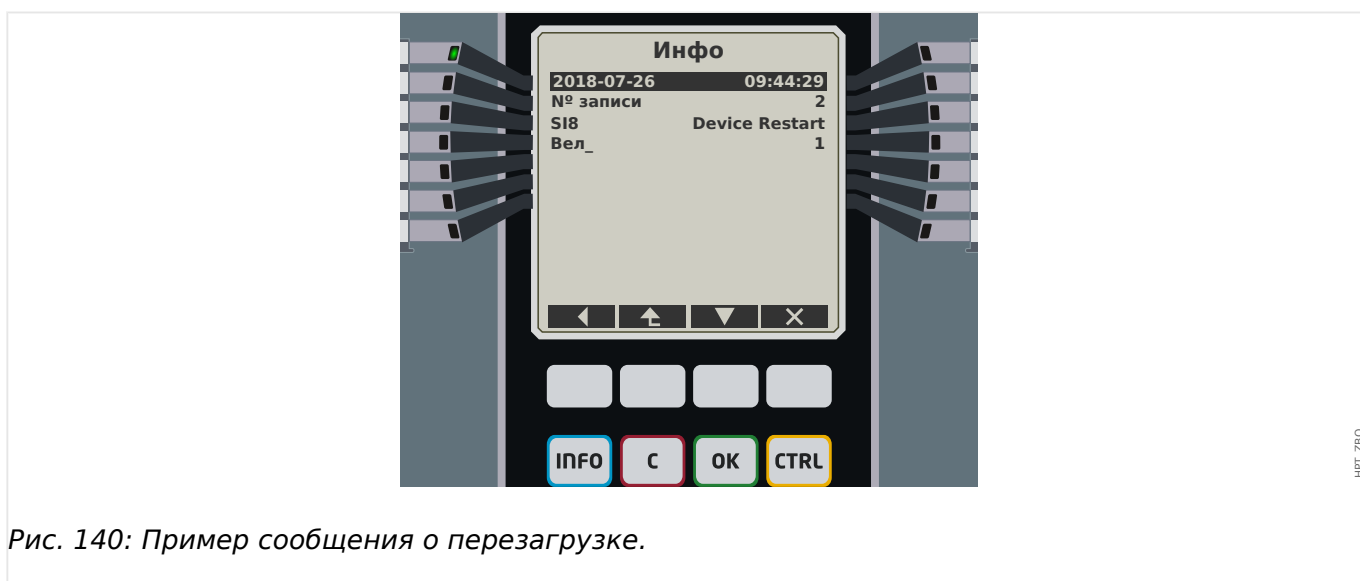 Инфо
2018-07-26 09:44:29
№ записи 2
SI8 Device Restart
Вел_ 1
INFO C OK CTRL
HPT_ZBO
Рис. 140: Пример сообщения о перезагрузке.